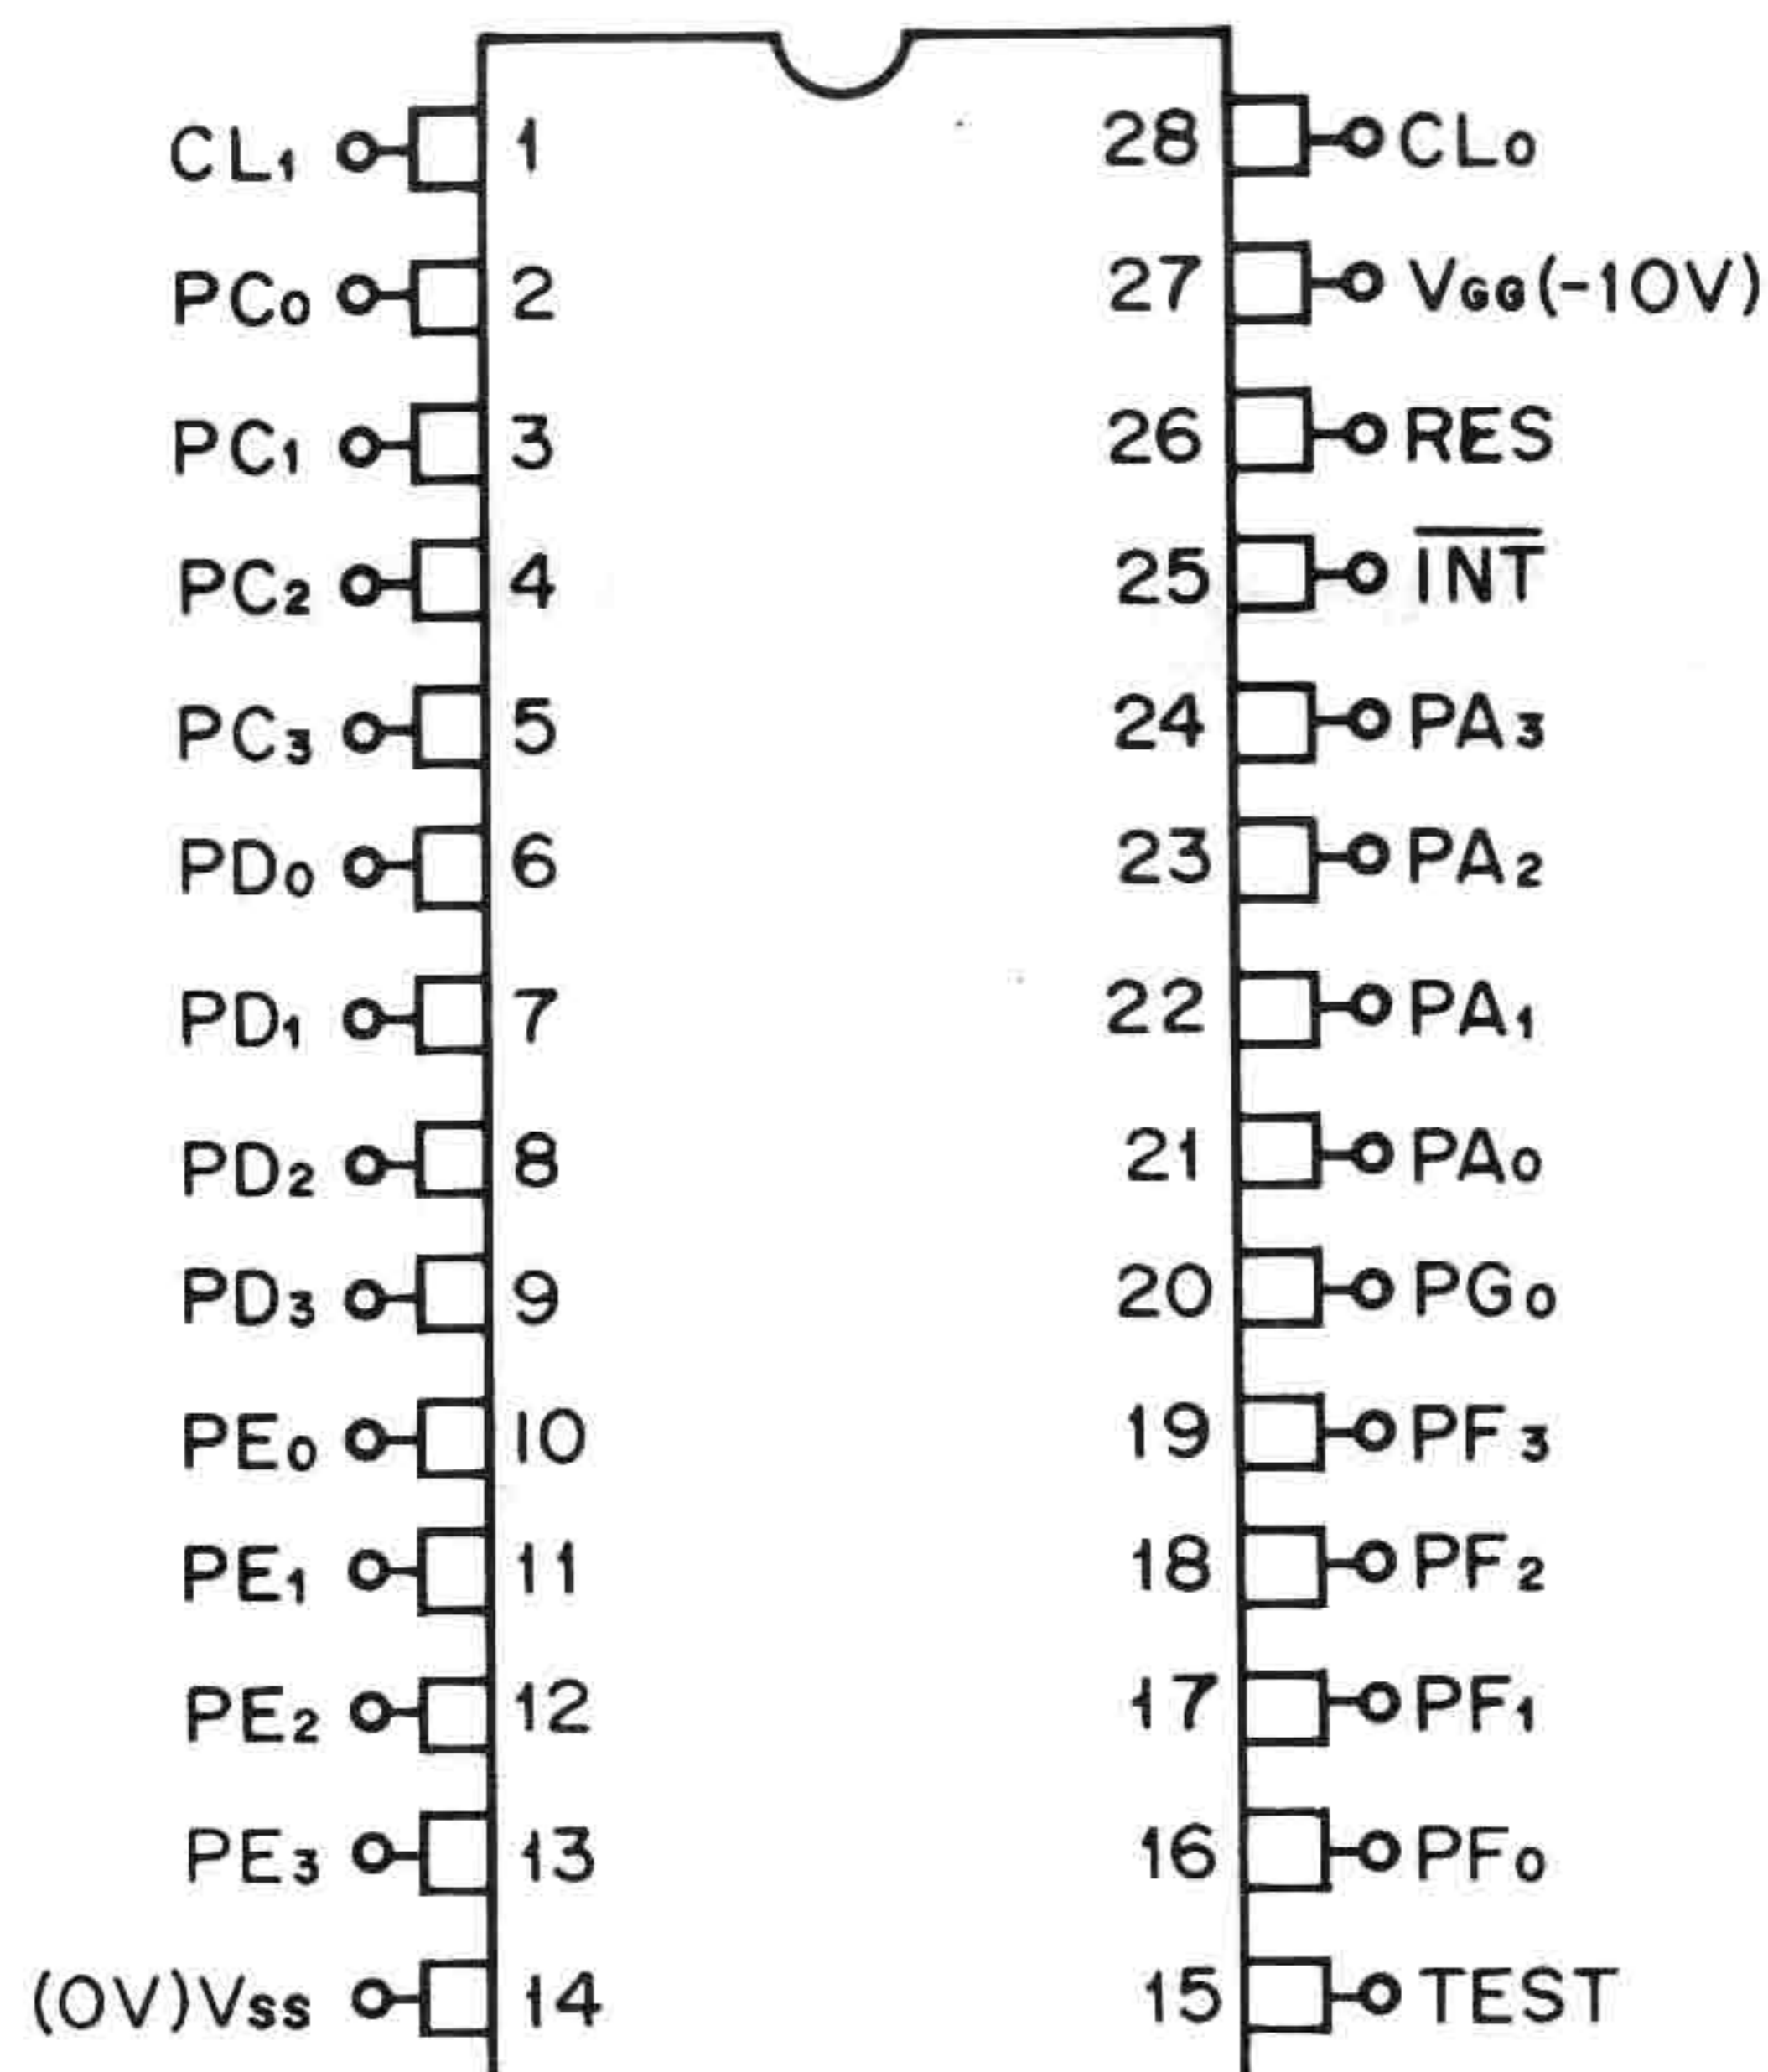 CL₁ 1 28 CL₀
PC₀ 2 27 VGG(-10V)
PC₁ 3 26 RES
PC₂ 4 25 I̅N̅T̅
PC₃ 5 24 PA₃
PD₀ 6 23 PA₂
PD₁ 7 22 PA₁
PD₂ 8 21 PA₀
PD₃ 9 20 PG₀
PE₀ 10 19 PF₃
PE₁ 11 18 PF₂
PE₂ 12 17 PF₁
PE₃ 13 16 PF₀
(0V)VSS 14 15 TEST